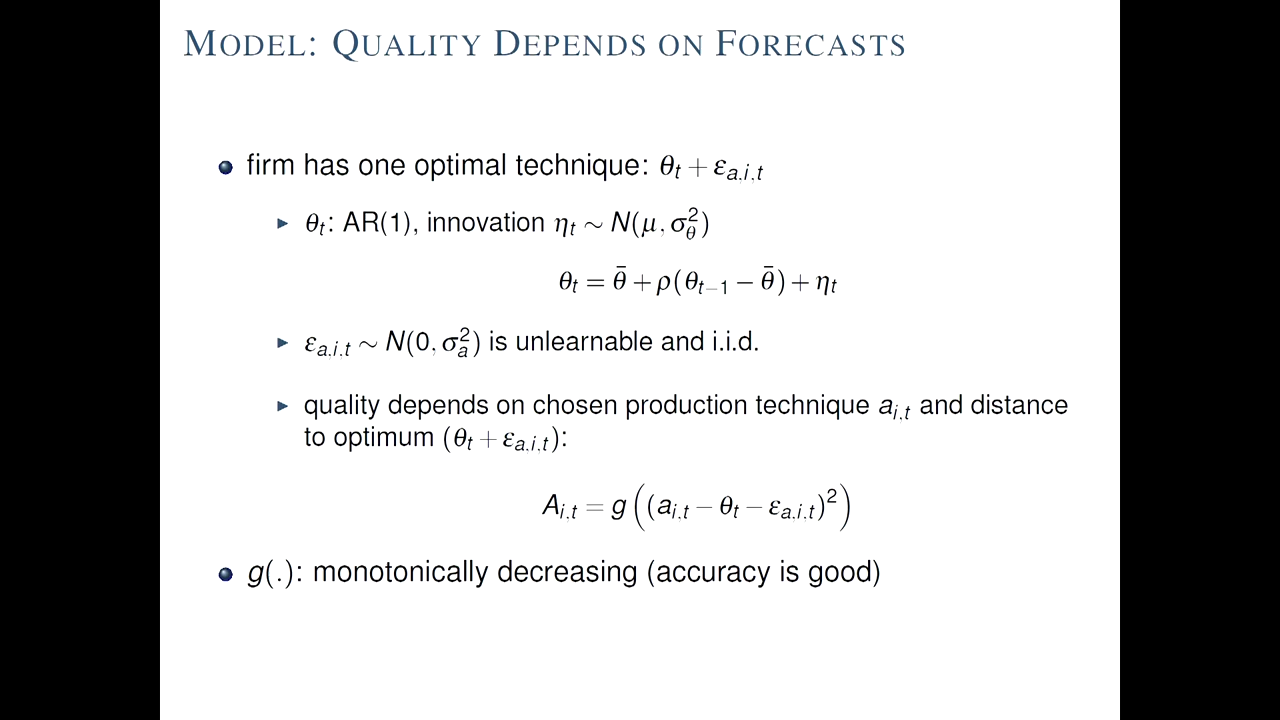 MODEL: QUALITY DEPENDS ON FORECASTS
firm has one optimal technique: θ_t + ε_{a,i,t}
θ_t: AR(1), innovation η_t ∼ N(μ, σ_θ^2)
θ_t = θ̄ + ρ(θ_{t−1} − θ̄) + η_t
ε_{a,i,t} ∼ N(0, σ_a^2) is unlearnable and i.i.d.
quality depends on chosen production technique a_{i,t} and distance
to optimum (θ_t + ε_{a,i,t}):
A_{i,t} = g((a_{i,t} − θ_t − ε_{a,i,t})^2)
g(.): monotonically decreasing (accuracy is good)